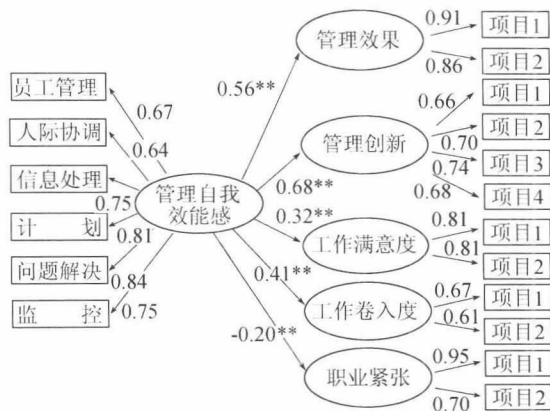 员工管理
人际协调
信息处理
计 划
问题解决
监 控
0.67
0.64
0.75
0.81
0.84
0.75
管理自我
效能感
0.56**
0.68**
0.32**
0.41**
-0.20**
管理效果
0.91
项目1
0.86
项目2
管理创新
0.66
项目1
0.70
项目2
0.74
项目3
0.68
项目4
工作满意度
0.81
项目1
0.81
项目2
工作卷入度
0.67
项目1
0.61
项目2
职业紧张
0.95
项目1
0.70
项目2